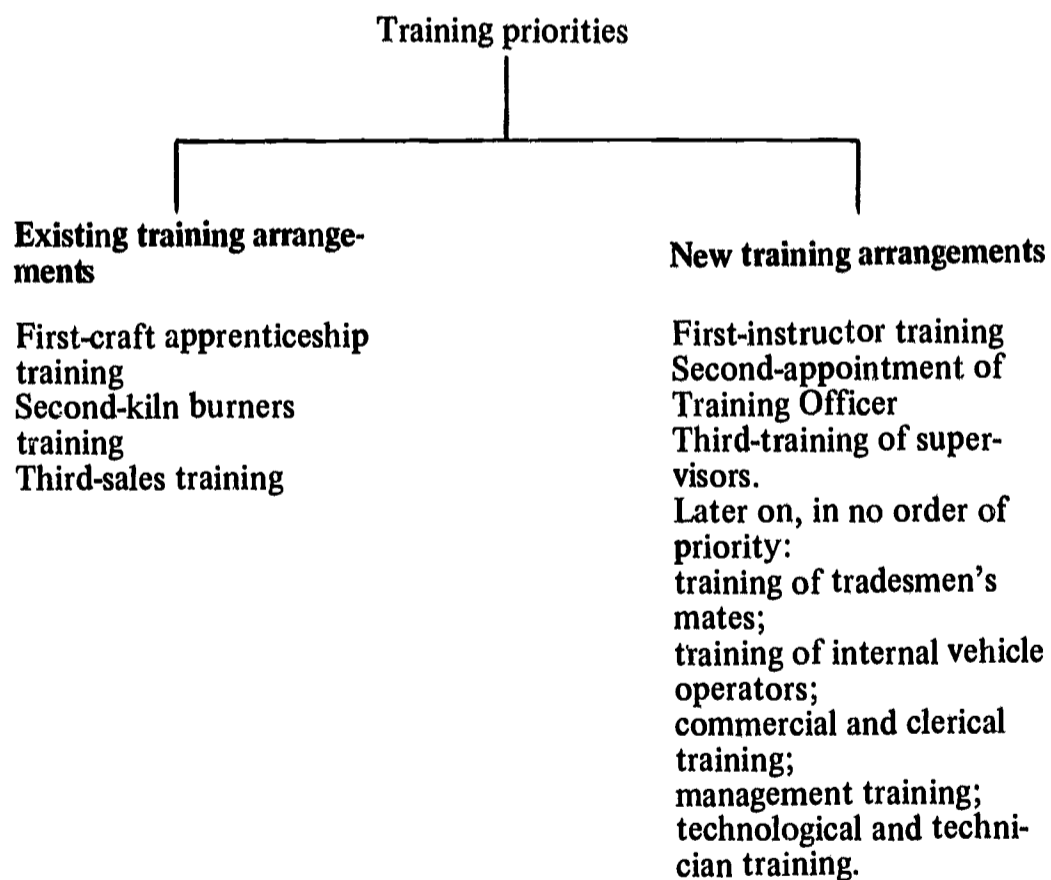 Training priorities
Existing training arrange-
ments
First-craft apprenticeship
training
Second-kiln burners
training
Third-sales training
New training arrangements
First-instructor training
Second-appointment of
Training Officer
Third-training of super-
visors.
Later on, in no order of
priority:
training of tradesmen's
mates;
training of internal vehicle
operators;
commercial and clerical
training;
management training;
technological and techni-
cian training.